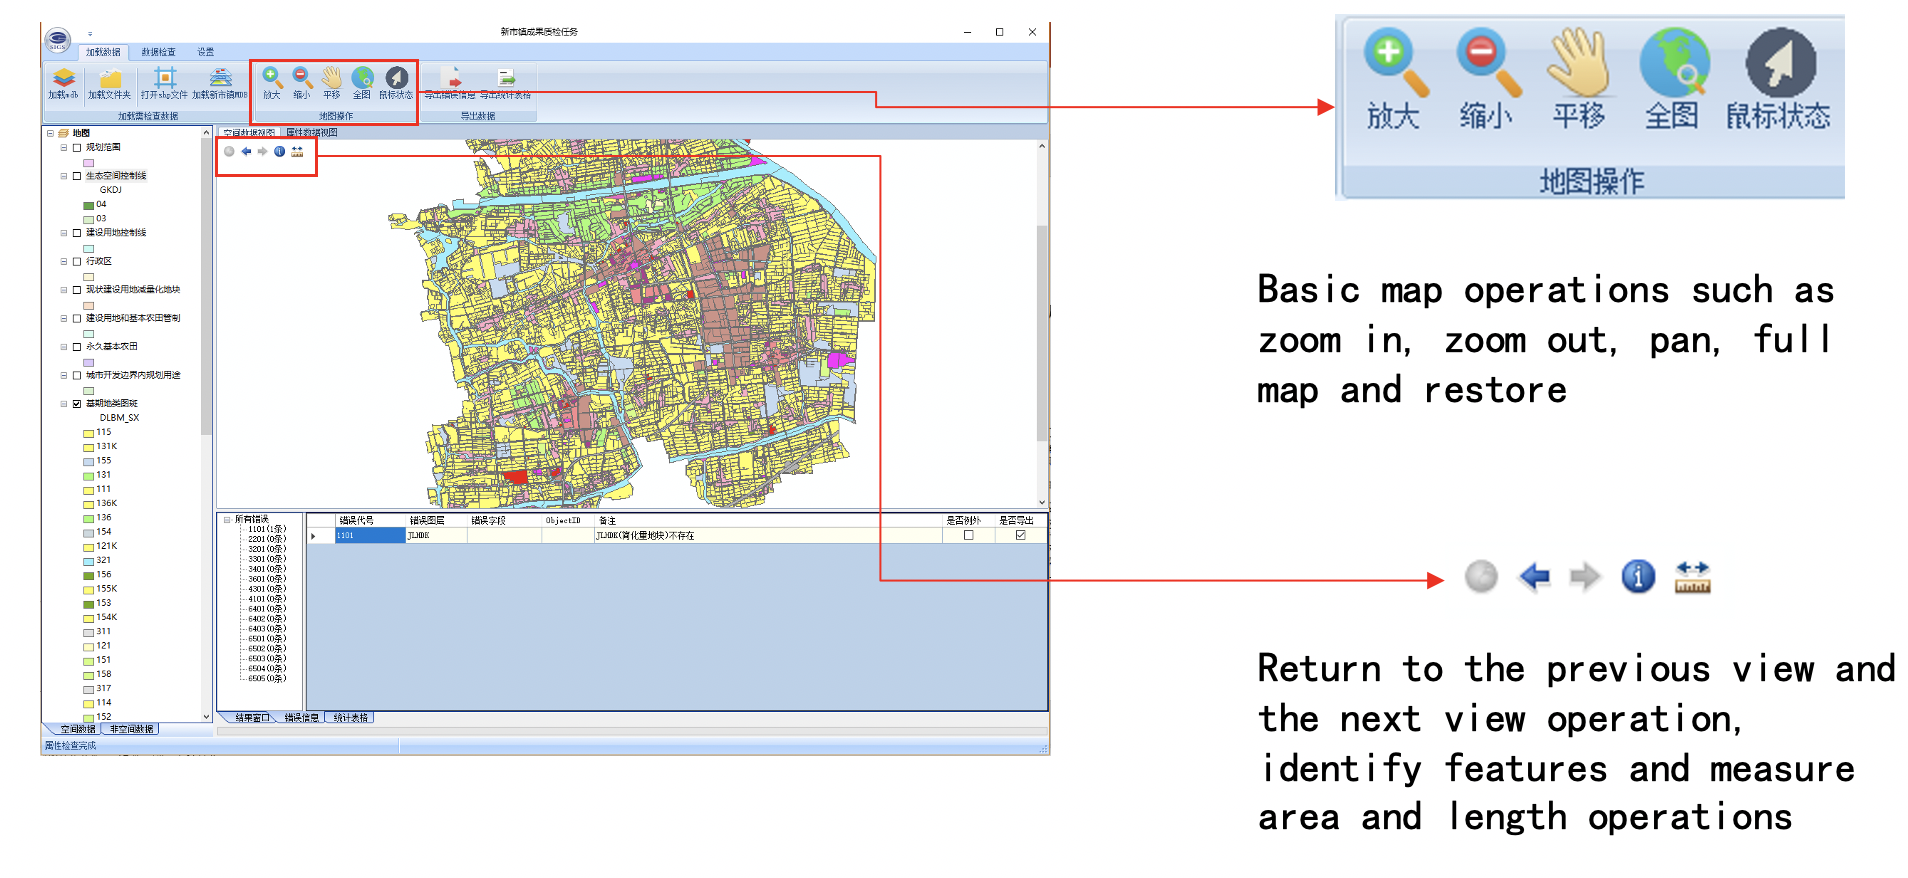 新市镇成果质检任务
SIGS
加载数据 数据检查 设置
加载mdb 加载文件夹 打开shp文件 加载新市镇MDB 放大 缩小 平移 全图 鼠标状态 导出错误信息 导出统计表格
加载需检查数据 地图操作 导出数据
地图
规划范围
生态空间控制线
GKDJ
04
03
建设用地控制线
行政区
现状建设用地减量化地块
建设用地和基本农田管制
永久基本农田
城市开发边界内规划用途
基期地类图斑
DLBM_SX
115
131K
155
131
111
136K
136
154
121K
321
156
155K
153
154K
311
121
151
158
317
114
152
空间数据 非空间数据
属性检查完成
空间数据视图 属性数据视图
所有错误
1101(1条)
2201(0条)
3201(0条)
3301(0条)
3401(0条)
3601(0条)
4301(0条)
4101(0条)
6401(0条)
6402(0条)
6403(0条)
6501(0条)
6502(0条)
6503(0条)
6504(0条)
6505(0条)
错误代号 错误图层 错误字段 ObjectID 备注 是否例外 是否导出
1101 JLHDK JLHDK(简化量地块)不存在
结果窗口 错误信息 统计表格
放大 缩小 平移 全图 鼠标状态
地图操作
Basic map operations such as
zoom in, zoom out, pan, full
map and restore
Return to the previous view and
the next view operation,
identify features and measure
area and length operations